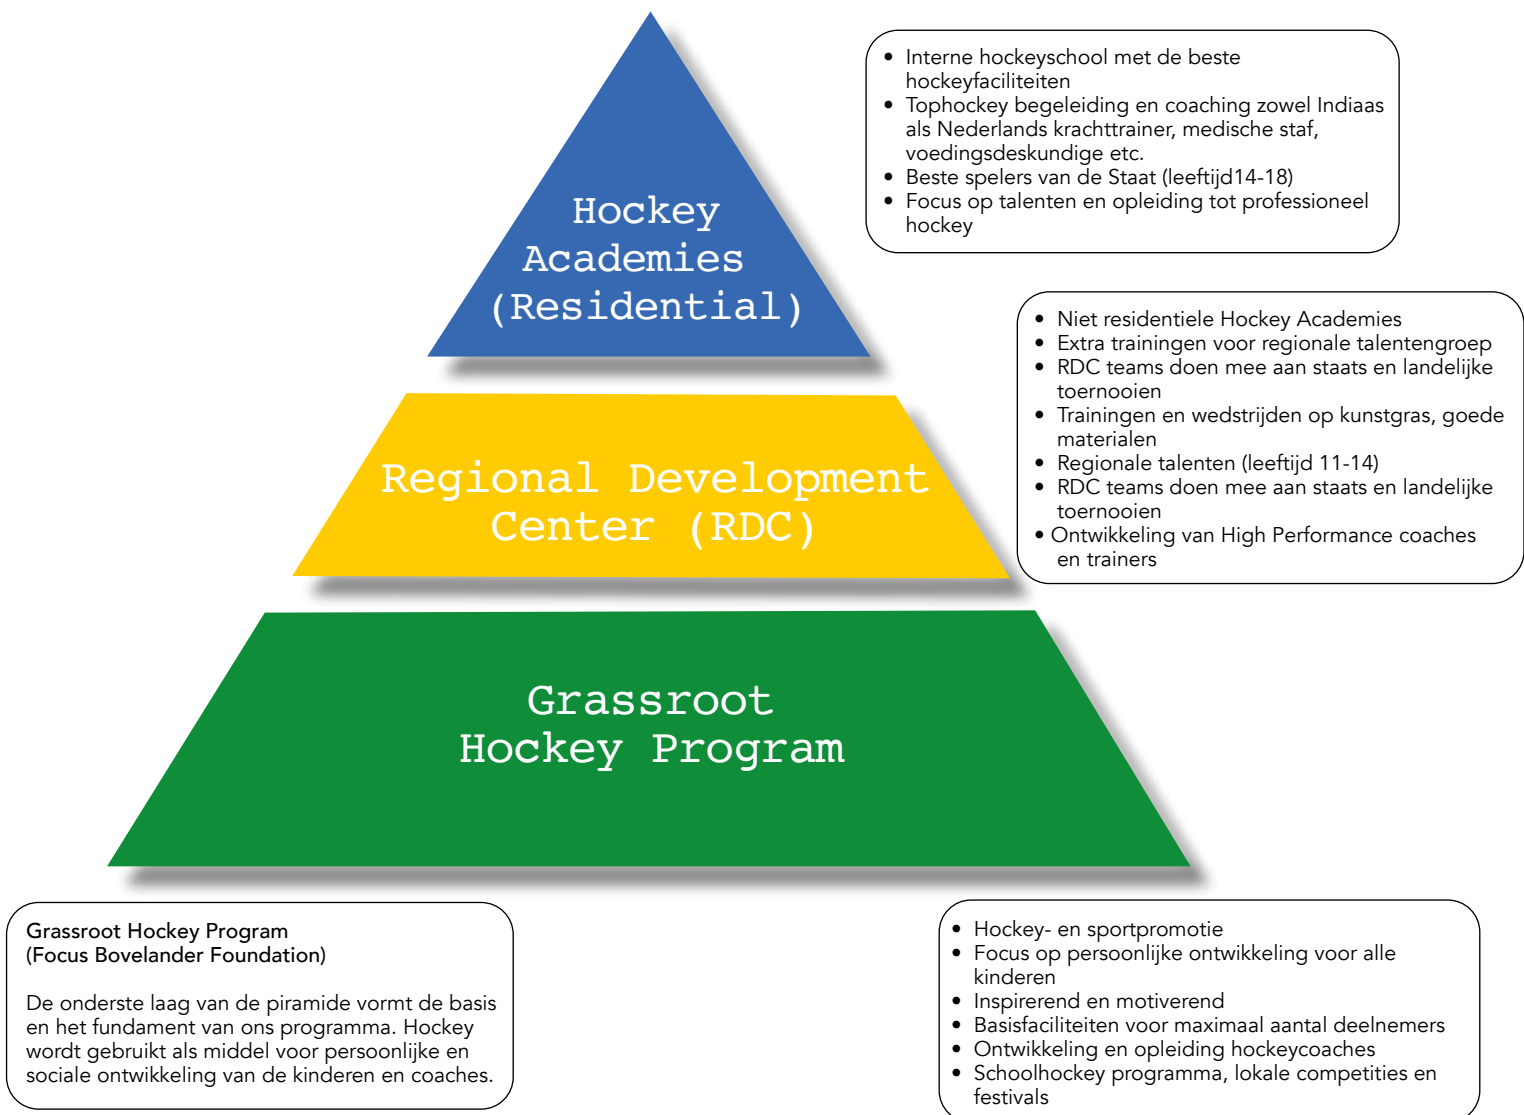 Hockey
Academies
(Residential)
• Interne hockeyschool met de beste
hockeyfaciliteiten
• Tophockey begeleiding en coaching zowel Indiaas
als Nederlands krachttrainer, medische staf,
voedingsdeskundige etc.
• Beste spelers van de Staat (leeftijd14-18)
• Focus op talenten en opleiding tot professioneel
hockey
Regional Development
Center (RDC)
• Niet residentiele Hockey Academies
• Extra trainingen voor regionale talentengroep
• RDC teams doen mee aan staats en landelijke
toernooien
• Trainingen en wedstrijden op kunstgras, goede
materialen
• Regionale talenten (leeftijd 11-14)
• RDC teams doen mee aan staats en landelijke
toernooien
• Ontwikkeling van High Performance coaches
en trainers
Grassroot
Hockey Program
Grassroot Hockey Program
(Focus Bovelander Foundation)
De onderste laag van de piramide vormt de basis
en het fundament van ons programma. Hockey
wordt gebruikt als middel voor persoonlijke en
sociale ontwikkeling van de kinderen en coaches.
• Hockey- en sportpromotie
• Focus op persoonlijke ontwikkeling voor alle
kinderen
• Inspirerend en motiverend
• Basisfaciliteiten voor maximaal aantal deelnemers
• Ontwikkeling en opleiding hockeycoaches
• Schoolhockey programma, lokale competities en
festivals